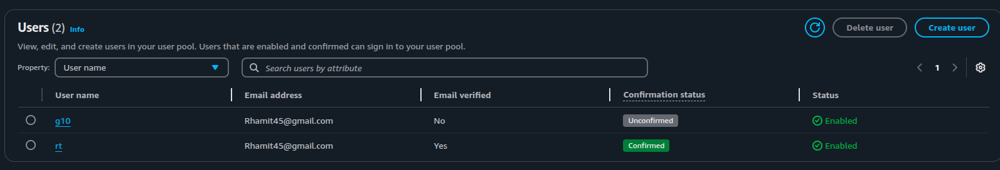 Users (2) Info
Delete user
Create user
View, edit, and create users in your user pool. Users that are enabled and confirmed can sign in to your user pool.
Property: User name Search users by attribute 1
User name Email address Email verified Confirmation status Status
g10 Rhamit45@gmail.com No Unconfirmed Enabled
rt Rhamit45@gmail.com Yes Confirmed Enabled